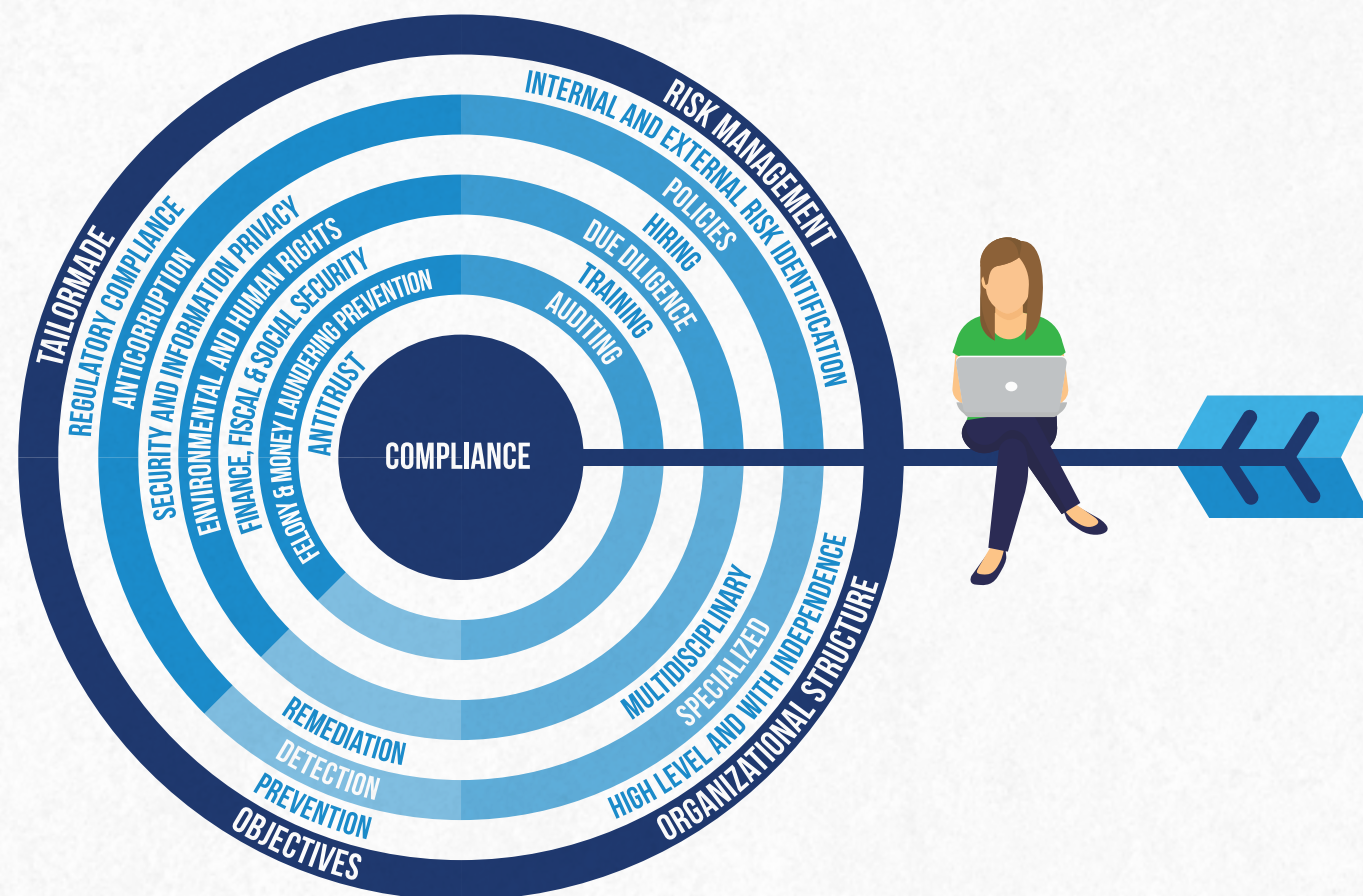 TAILORMADE
REGULATORY COMPLIANCE
ANTICORRUPTION
SECURITY AND INFORMATION PRIVACY
ENVIRONMENTAL AND HUMAN RIGHTS
FINANCE, FISCAL & SOCIAL SECURITY
FELONY & MONEY LAUNDERING PREVENTION
ANTITRUST
RISK MANAGEMENT
INTERNAL AND EXTERNAL RISK IDENTIFICATION
POLICIES
HIRING
DUE DILIGENCE
TRAINING
AUDITING
COMPLIANCE
MULTIDISCIPLINARY
SPECIALIZED
HIGH LEVEL AND WITH INDEPENDENCE
ORGANIZATIONAL STRUCTURE
REMEDIATION
DETECTION
PREVENTION
OBJECTIVES